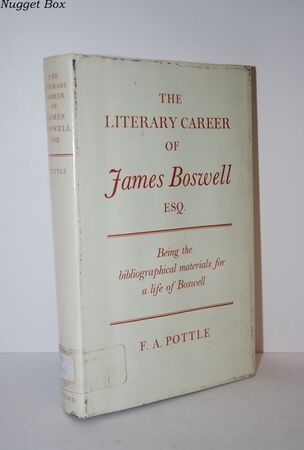 Nugget Box
THE
LITERARY CAREER
OF
JAMES
BOSWELL
ESQ.
POTTLE
THE
LITERARY CAREER
OF
James Boswell
ESQ.
Being the
bibliographical materials for
a life of Boswell
F. A. POTTLE